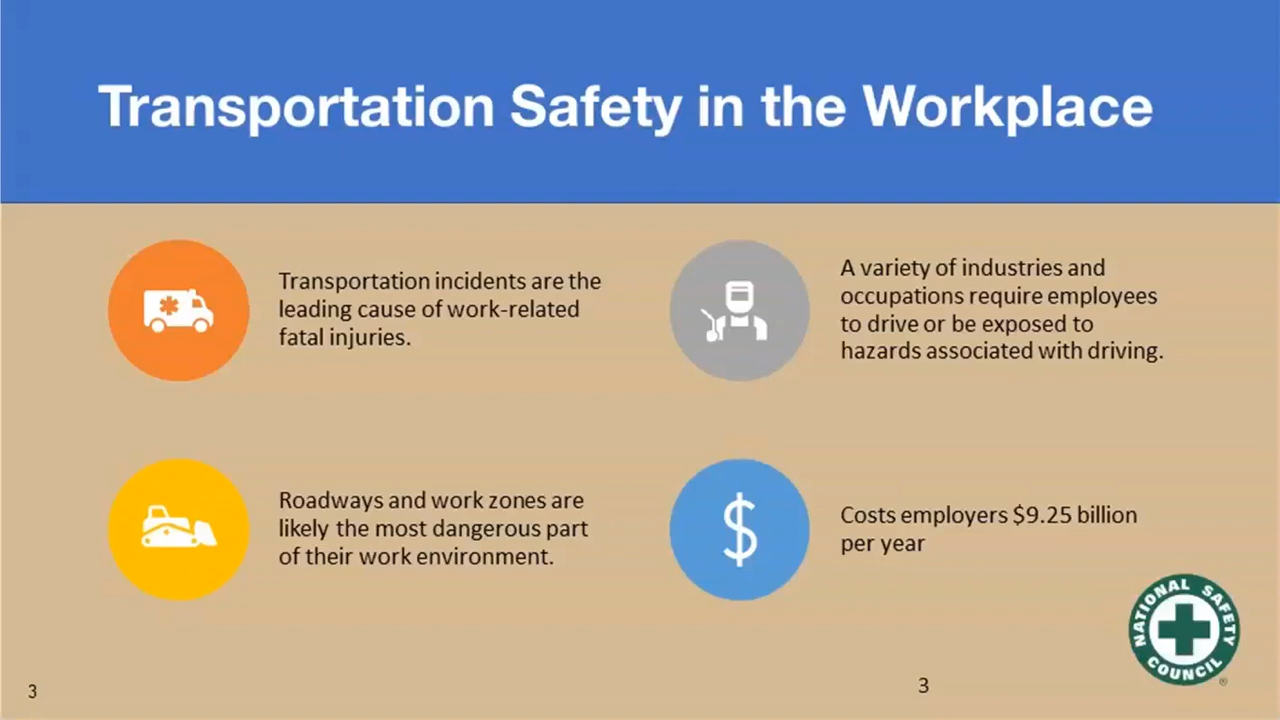 Transportation Safety in the Workplace
Transportation incidents are the
leading cause of work-related
fatal injuries.
A variety of industries and
occupations require employees
to drive or be exposed to
hazards associated with driving.
Roadways and work zones are
likely the most dangerous part
of their work environment.
$
Costs employers $9.25 billion
per year
NATIONAL SAFETY
COUNCIL
®
3
3